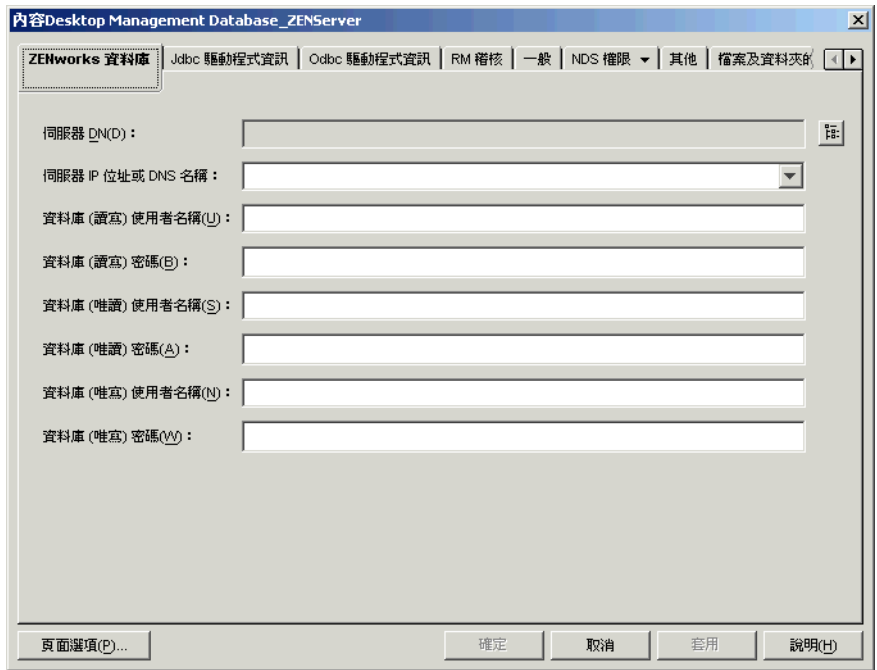 內容Desktop Management Database_ZENServer
ZENworks 資料庫 Jdbc 驅動程式資訊 Odbc 驅動程式資訊 RM 稽核 一般 NDS 權限 其他 檔案及資料夾的
伺服器 DN(D)：
伺服器 IP 位址或 DNS 名稱：
資料庫 (讀寫) 使用者名稱(U)：
資料庫 (讀寫) 密碼(B)：
資料庫 (唯讀) 使用者名稱(S)：
資料庫 (唯讀) 密碼(A)：
資料庫 (唯寫) 使用者名稱(N)：
資料庫 (唯寫) 密碼(W)：
頁面選項(P)... 確定 取消 套用 說明(H)